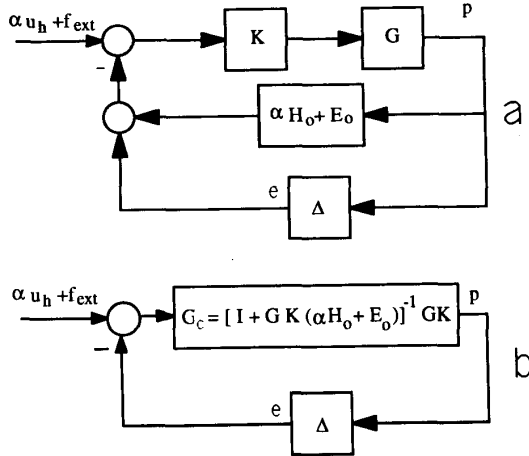 α u_h + f_ext
K
G
p
-
α H_o + E_o
a
e
Δ
α u_h + f_ext
G_c = [ I + G K (αH_o + E_o)]^-1 GK
p
-
b
e
Δ